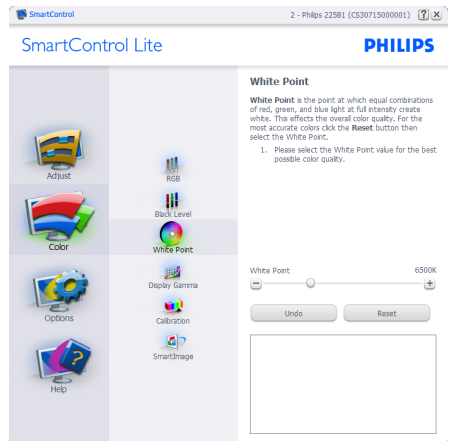 SmartControl
2 - Philips 225B1 (CS30715000001)
SmartControl Lite
PHILIPS
Adjust
Color
Options
Help
RGB
Black Level
White Point
Display Gamma
Calibration
SmartImage
White Point
White Point is the point at which equal combinations
of red, green, and blue light at full intensity create
white. This effects the overall color quality. For the
most accurate colors click the Reset button then
select the White Point.
1. Please select the White Point value for the best
possible color quality.
White Point 6500K
Undo
Reset